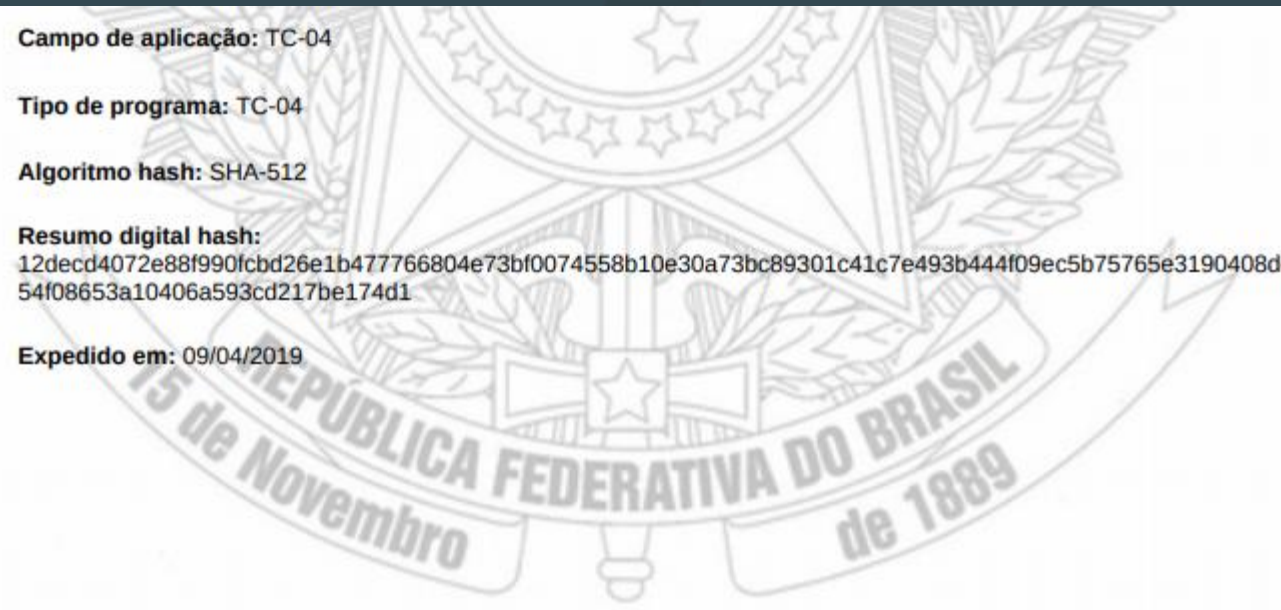 Campo de aplicação: TC-04
Tipo de programa: TC-04
Algoritmo hash: SHA-512
Resumo digital hash:
12decd4072e88f990fcbd26e1b477766804e73bf0074558b10e30a73bc89301c41c7e493b444f09ec5b75765e3190408d
54f08653a10406a593cd217be174d1
Expedido em: 09/04/2019
REPÚBLICA FEDERATIVA DO BRASIL
15 de Novembro de 1889